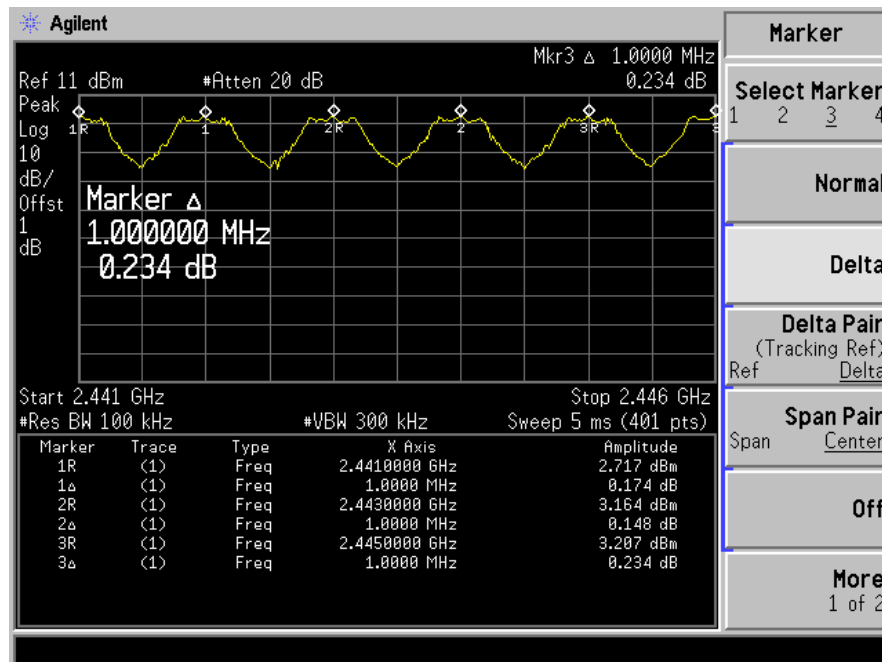 Agilent
Mkr3 Δ 1.0000 MHz
Ref 11 dBm #Atten 20 dB 0.234 dB
Peak
Log
10
dB/
Offst
1
dB
1R 1 2R 2 3R 3
Marker Δ
1.000000 MHz
0.234 dB
Start 2.441 GHz Stop 2.446 GHz
#Res BW 100 kHz #VBW 300 kHz Sweep 5 ms (401 pts)
Marker Trace Type X Axis Amplitude
1R (1) Freq 2.4410000 GHz 2.717 dBm
1Δ (1) Freq 1.0000 MHz 0.174 dB
2R (1) Freq 2.4430000 GHz 3.164 dBm
2Δ (1) Freq 1.0000 MHz 0.148 dB
3R (1) Freq 2.4450000 GHz 3.207 dBm
3Δ (1) Freq 1.0000 MHz 0.234 dB
Marker
Select Marker
1 2 3 4
Normal
Delta
Delta Pair
(Tracking Ref)
Ref Delta
Span Pair
Span Center
Off
More
1 of 2